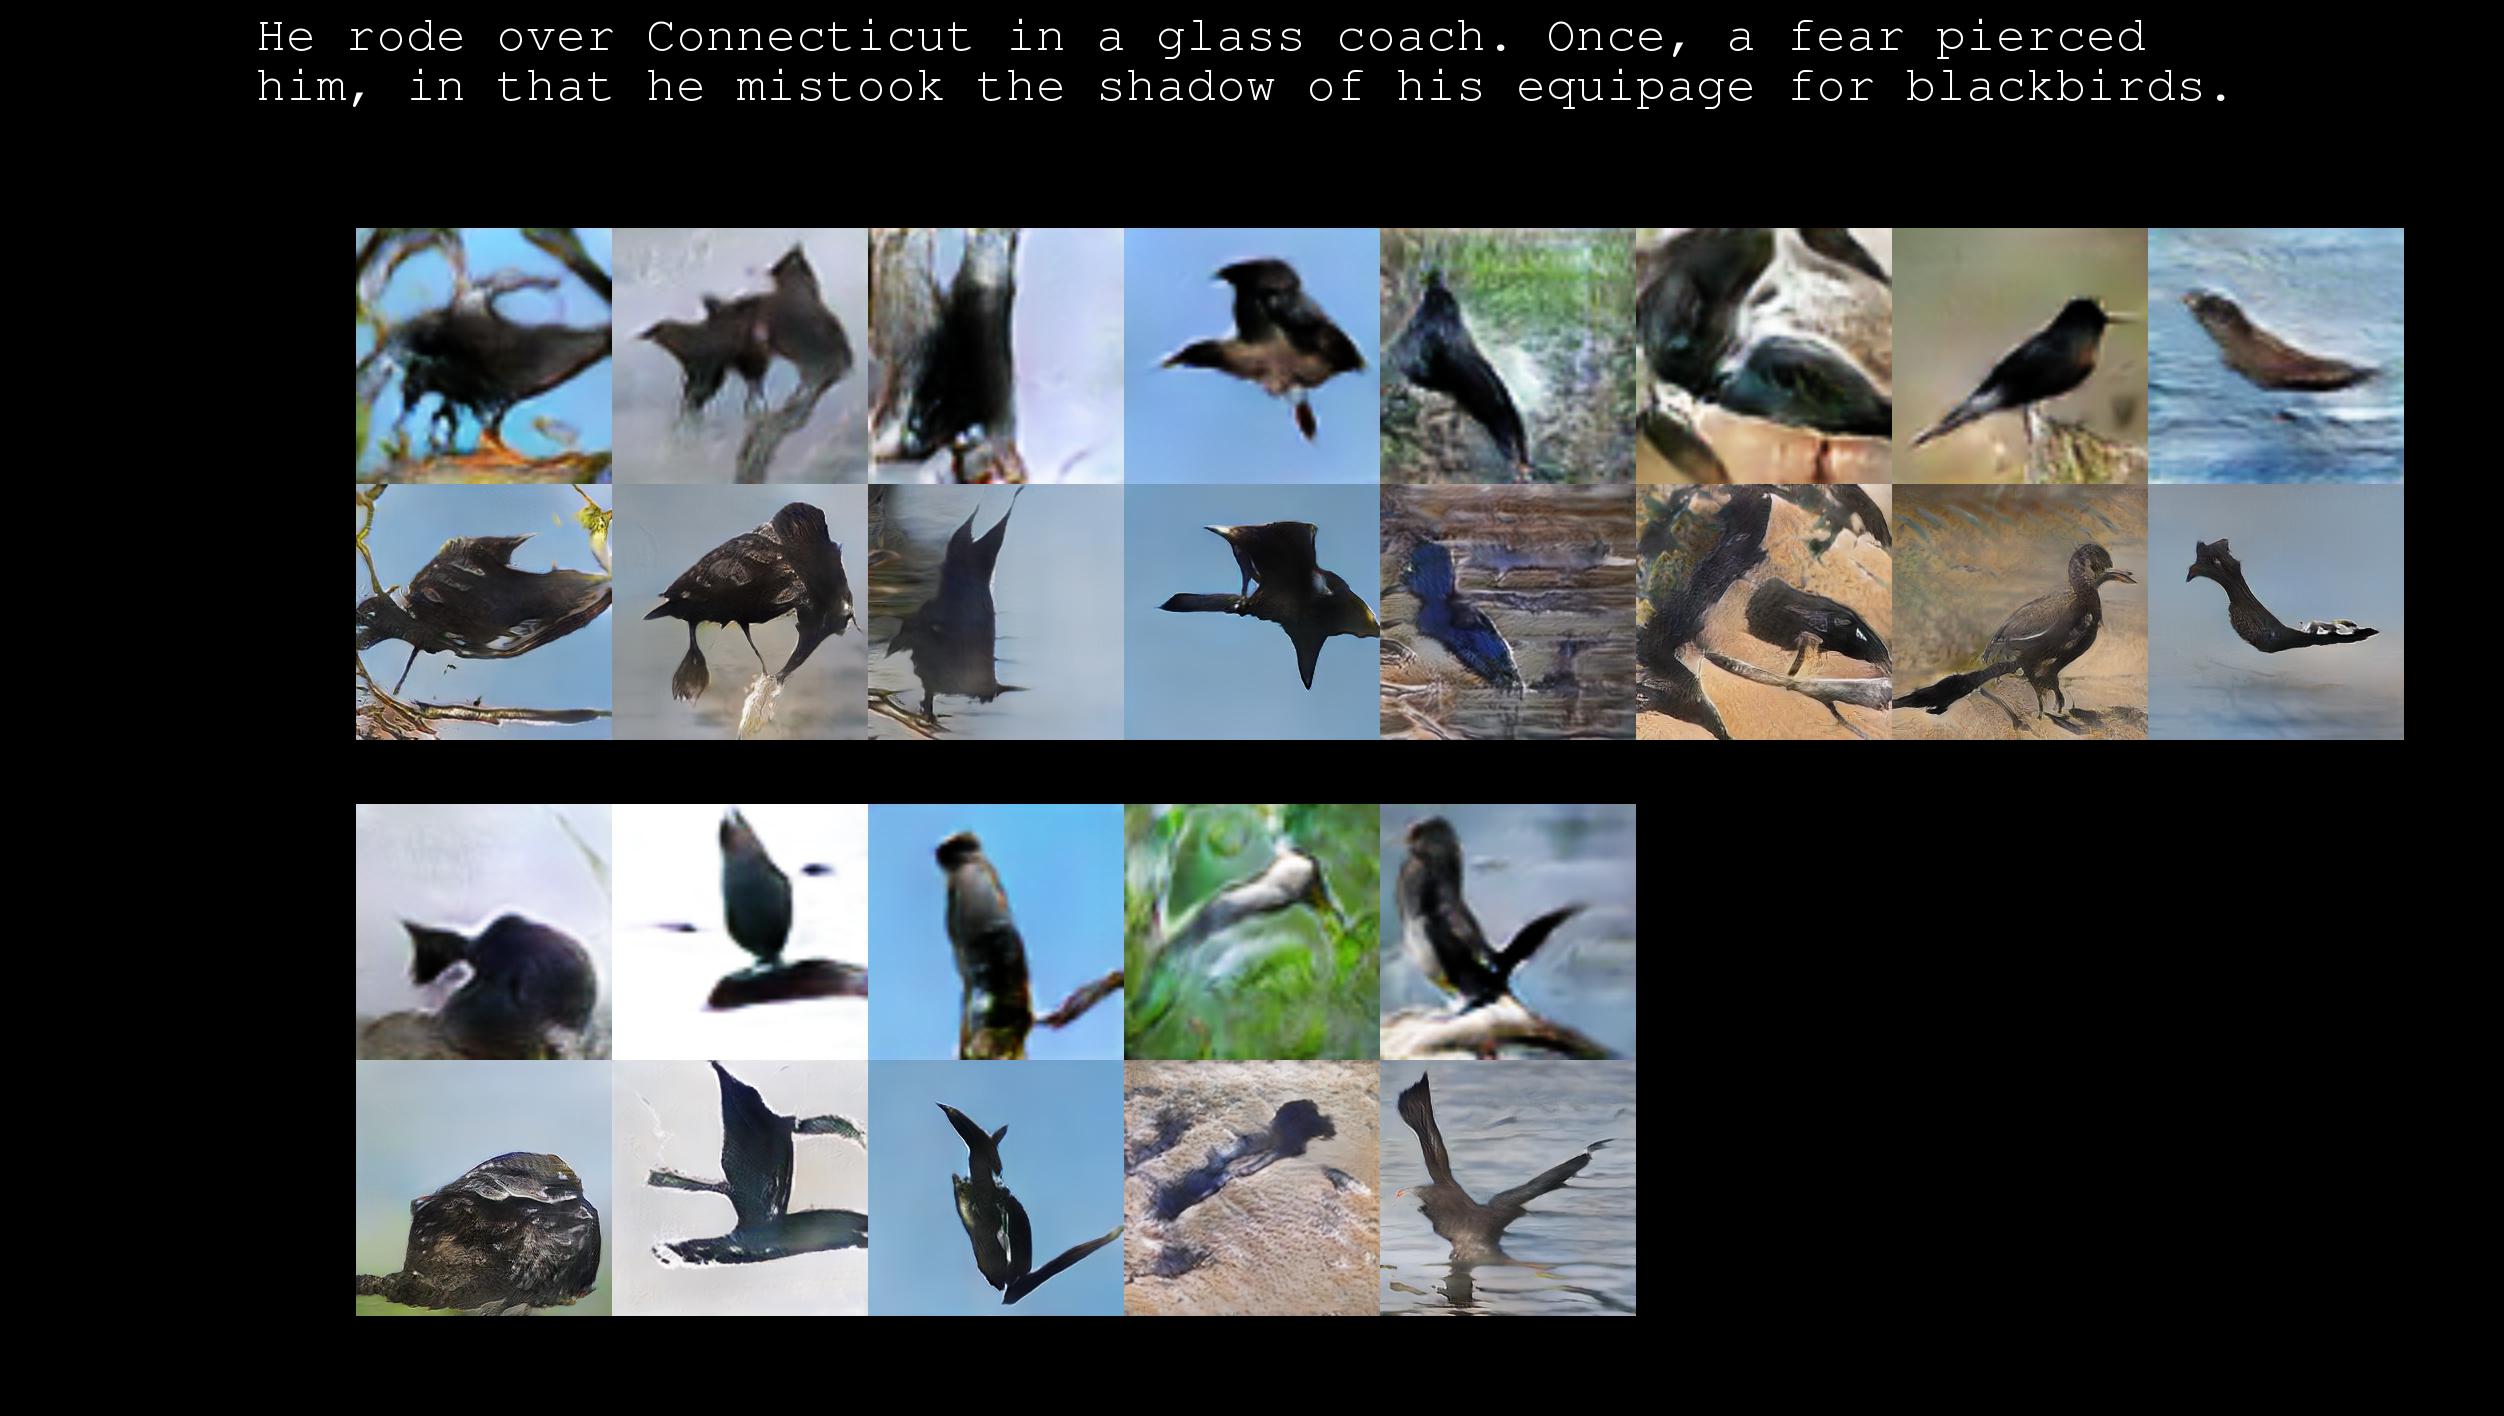 He rode over Connecticut in a glass coach. Once, a fear pierced
him, in that he mistook the shadow of his equipage for blackbirds.